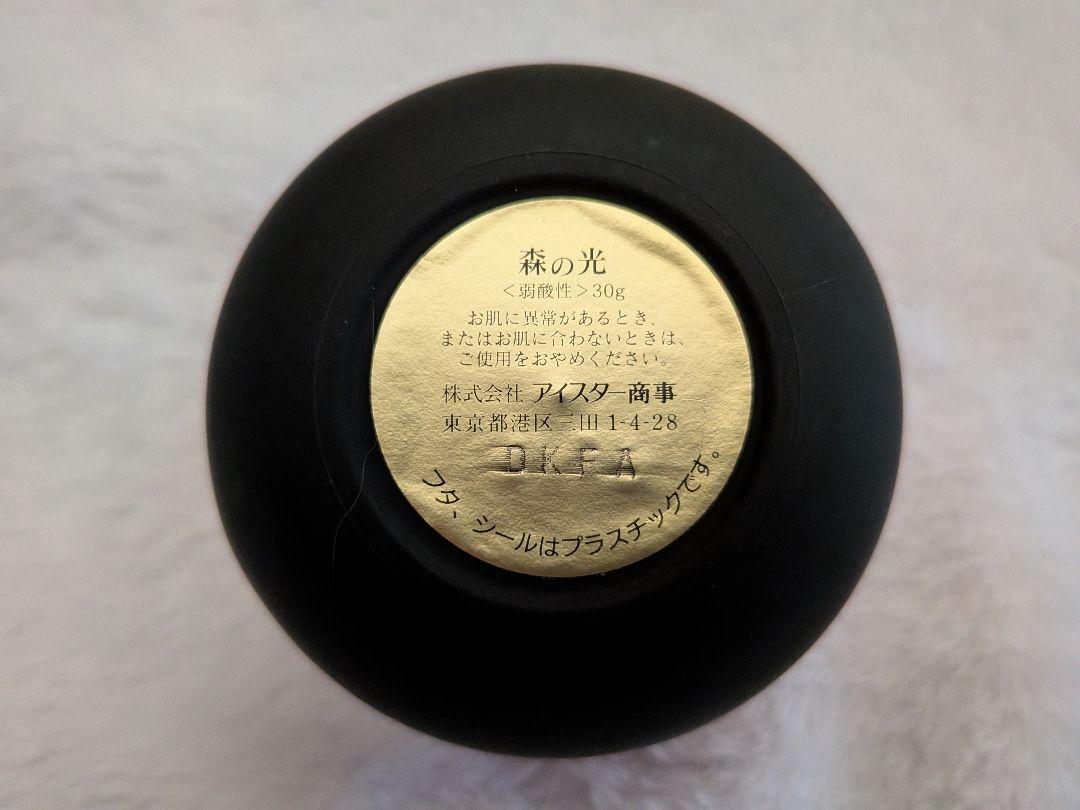 森の光
＜弱酸性＞30g
お肌に異常があるとき、
またはお肌に合わないときは、
ご使用をおやめください。
株式会社 アイスター商事
東京都港区三田1-4-28
DKFA
フタ、シールはプラスチックです。